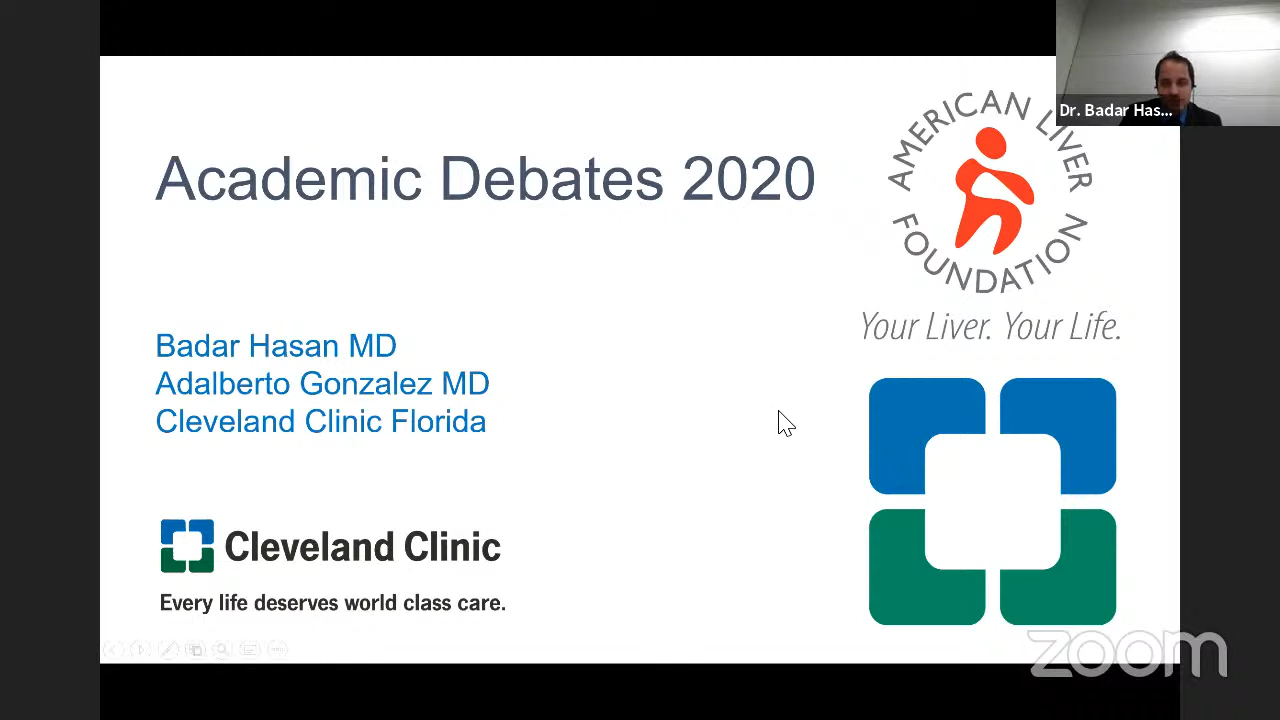 Dr. Badar Has...
Academic Debates 2020
AMERICAN LIVER
FOUNDATION
Your Liver. Your Life.
Badar Hasan MD
Adalberto Gonzalez MD
Cleveland Clinic Florida
Cleveland Clinic
Every life deserves world class care.
zoom